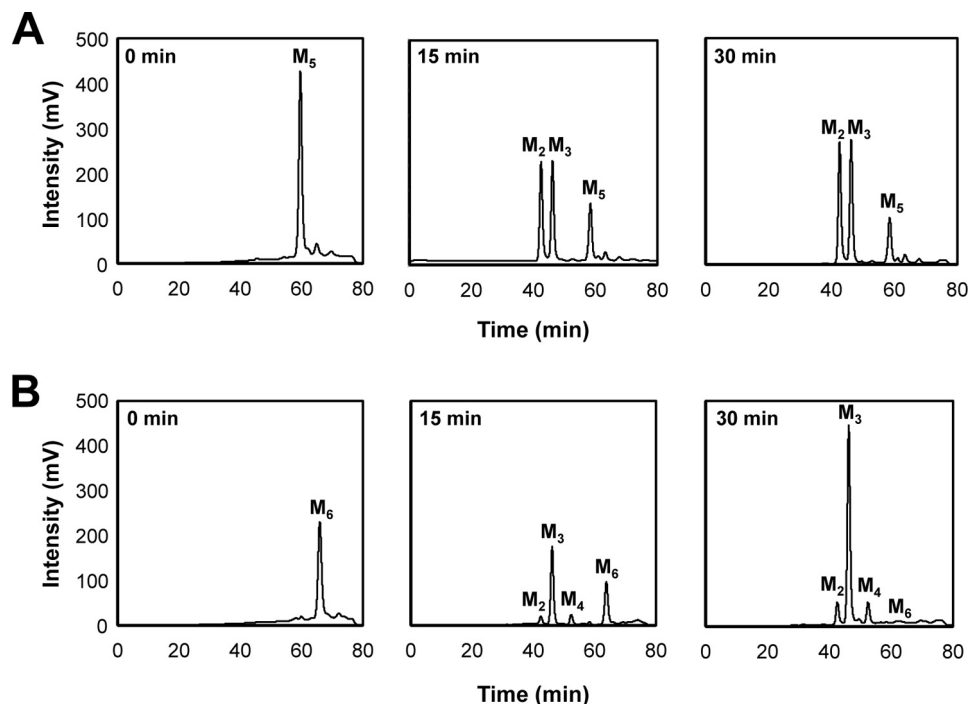 A
0 min
M₅
15 min
M₂ M₃
M₅
30 min
M₂ M₃
M₅
Intensity (mV)
500
400
300
200
100
0
0 20 40 60 80
0 20 40 60 80
0 20 40 60 80
Time (min)
B
0 min
M₆
15 min
M₃
M₂ M₄ M₆
30 min
M₃
M₂ M₄
M₆
Intensity (mV)
500
400
300
200
100
0
0 20 40 60 80
0 20 40 60 80
0 20 40 60 80
Time (min)